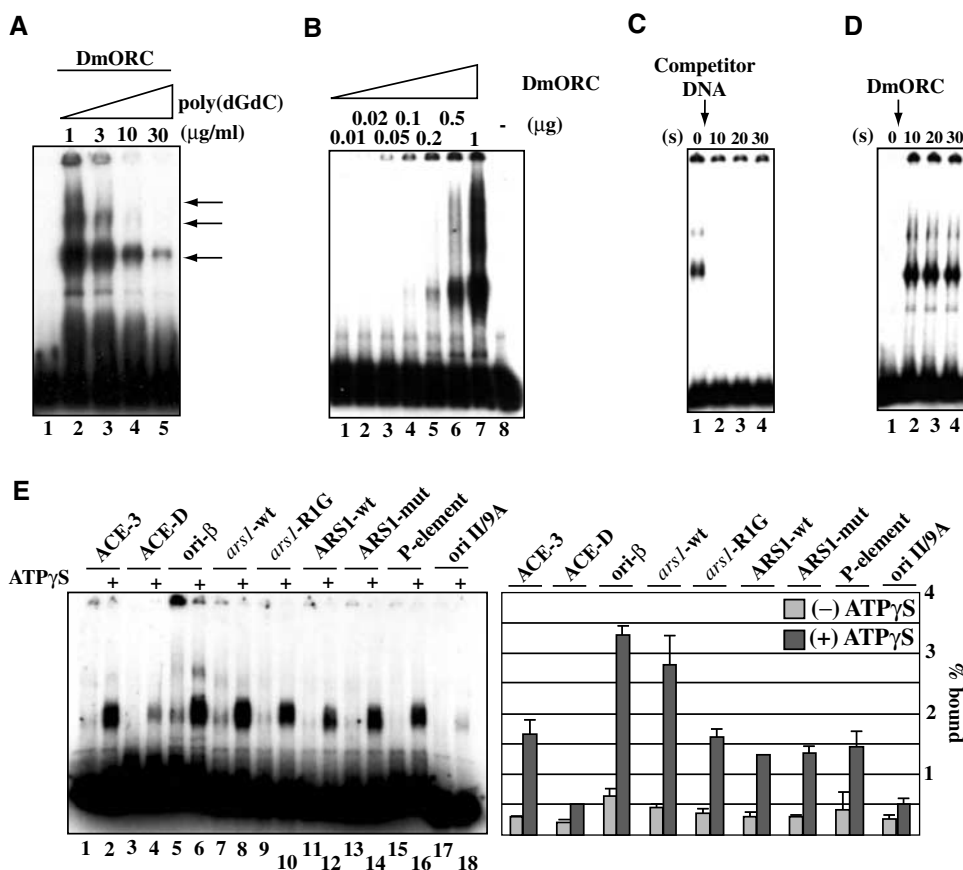 A
DmORC
poly(dGdC)
1 3 10 30 (μg/ml)
1 2 3 4 5
B
DmORC
0.02 0.1 0.5
0.01 0.05 0.2 1 - (μg)
1 2 3 4 5 6 7 8
C
Competitor
DNA
(s) 0 10 20 30
1 2 3 4
D
DmORC
(s) 0 10 20 30
1 2 3 4
E
ACE-3 ACE-D ori-β ars1-wt ars1-R1G ARS1-wt ARS1-mut P-element ori II/9A
ATPγS + + + + + + + + +
1 2 3 4 5 6 7 8 9 10 11 12 13 14 15 16 17 18
ACE-3 ACE-D ori-β ars1-wt ars1-R1G ARS1-wt ARS1-mut P-element ori II/9A
(−) ATPγS
(+) ATPγS
4
3
2
1
% bound